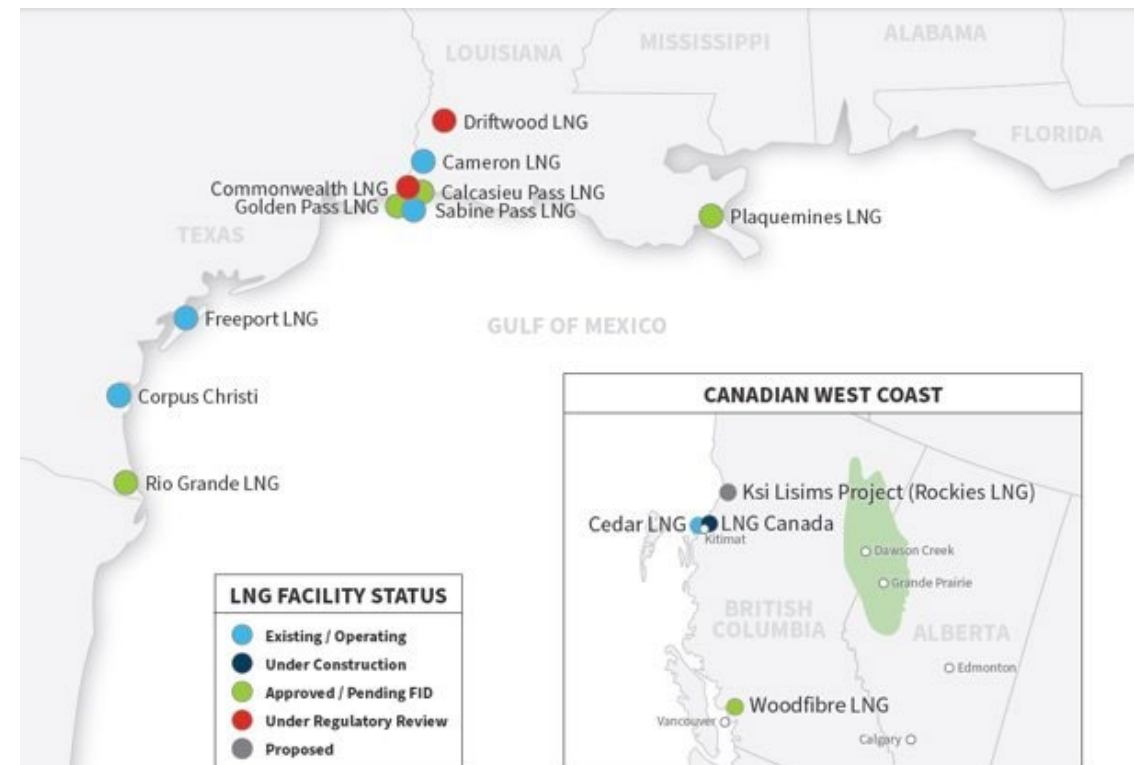 LOUISIANA
MISSISSIPPI
ALABAMA
FLORIDA
Driftwood LNG
Cameron LNG
Commonwealth LNG
Calcasieu Pass LNG
Golden Pass LNG
Sabine Pass LNG
Plaquemines LNG
TEXAS
Freeport LNG
GULF OF MEXICO
Corpus Christi
Rio Grande LNG
LNG FACILITY STATUS
Existing / Operating
Under Construction
Approved / Pending FID
Under Regulatory Review
Proposed
CANADIAN WEST COAST
Ksi Lisims Project (Rockies LNG)
Cedar LNG
LNG Canada
Kitimat
Dawson Creek
Grande Prairie
BRITISH
COLUMBIA
ALBERTA
Edmonton
Woodfibre LNG
Vancouver
Calgary